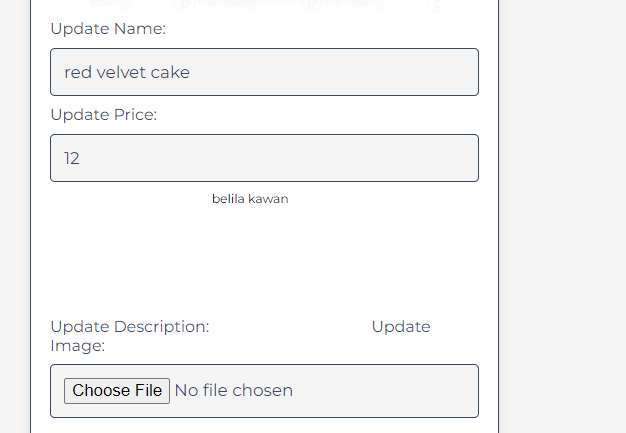 Update Name:
red velvet cake
Update Price:
12
belila kawan
Update Description: Update
Image:
Choose File No file chosen